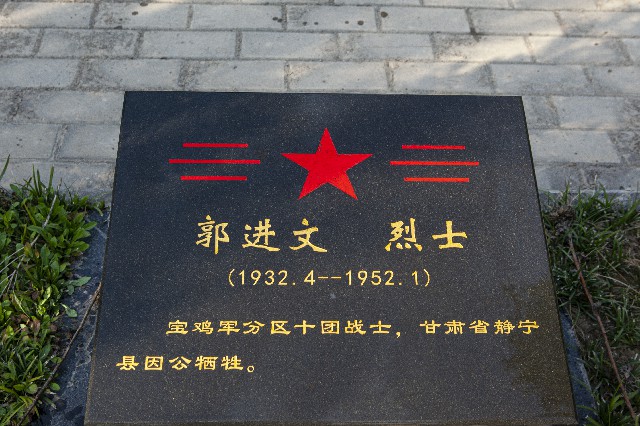 郭进文 烈士
(1932.4--1952.1)
宝鸡军分区十团战士,甘肃省静宁
县因公牺牲。